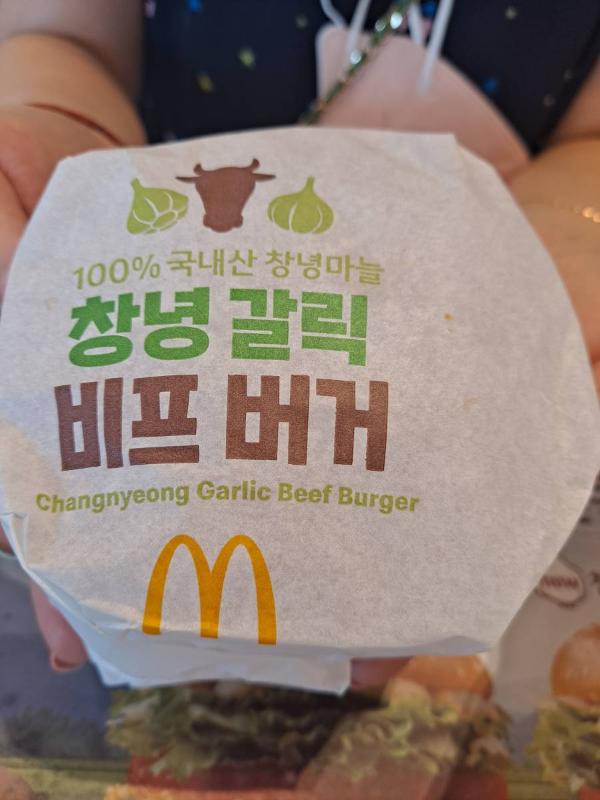 100% 국내산 창녕마늘
창녕 갈릭
비프 버거
Changnyeong Garlic Beef Burger